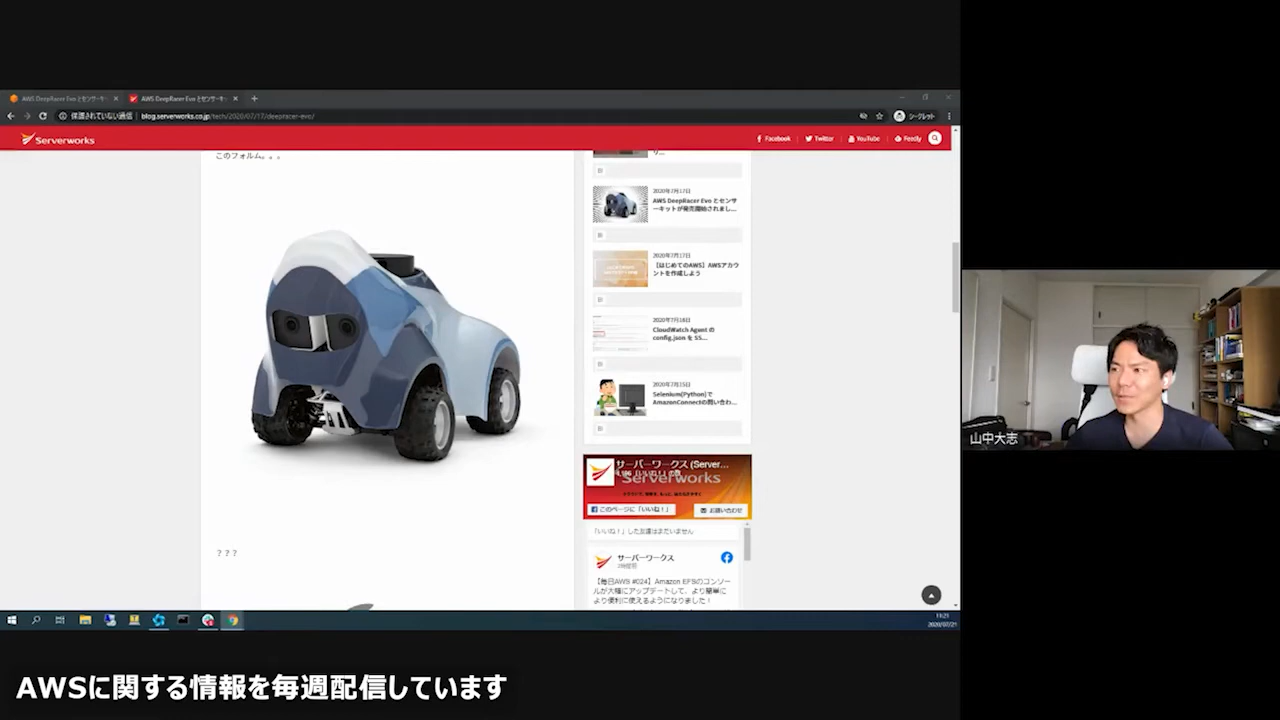 AWS DeepRacer Evo とセンサーキ
AWS DeepRacer Evo とセンサーキ
保護されていない通信
blog.serverworks.co.jp/tech/2020/07/17/deepracer-evo/
シークレット
Serverworks
Facebook
Twitter
YouTube
Feedly
このフォルム。。。
リ...
2020年7月17日
AWS DeepRacer Evo とセンサ
ーキットが発売開始されまし...
2020年7月17日
【はじめてのAWS】AWSアカウ
ントを作成しよう
2020年7月16日
CloudWatch Agent の
config.json を SS...
2020年7月15日
Selenium(Python)で
AmazonConnectの問い合わ...
サーバーワークス (Server...
Serverworks
このページに「いいね！」
お問い合わせ
「いいね！」した友達はまだいません
サーバーワークス
【毎日AWS #024】Amazon EFSのコンソー
ルが大幅にアップデートして、より簡単に
より便利に使えるようになりました！
？？？
11:21
2020/07/21
山中大志
AWSに関する情報を毎週配信しています